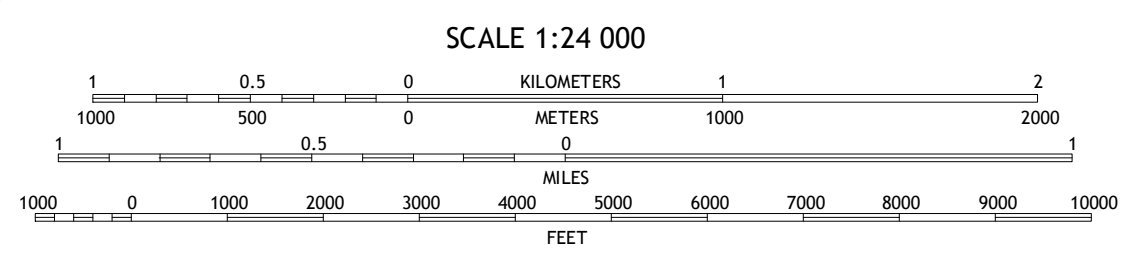 SCALE 1:24 000
1 0.5 0 KILOMETERS 1 2
1000 500 0 METERS 1000 2000
1 0.5 0 1
MILES
1000 0 1000 2000 3000 4000 5000 6000 7000 8000 9000 10000
FEET